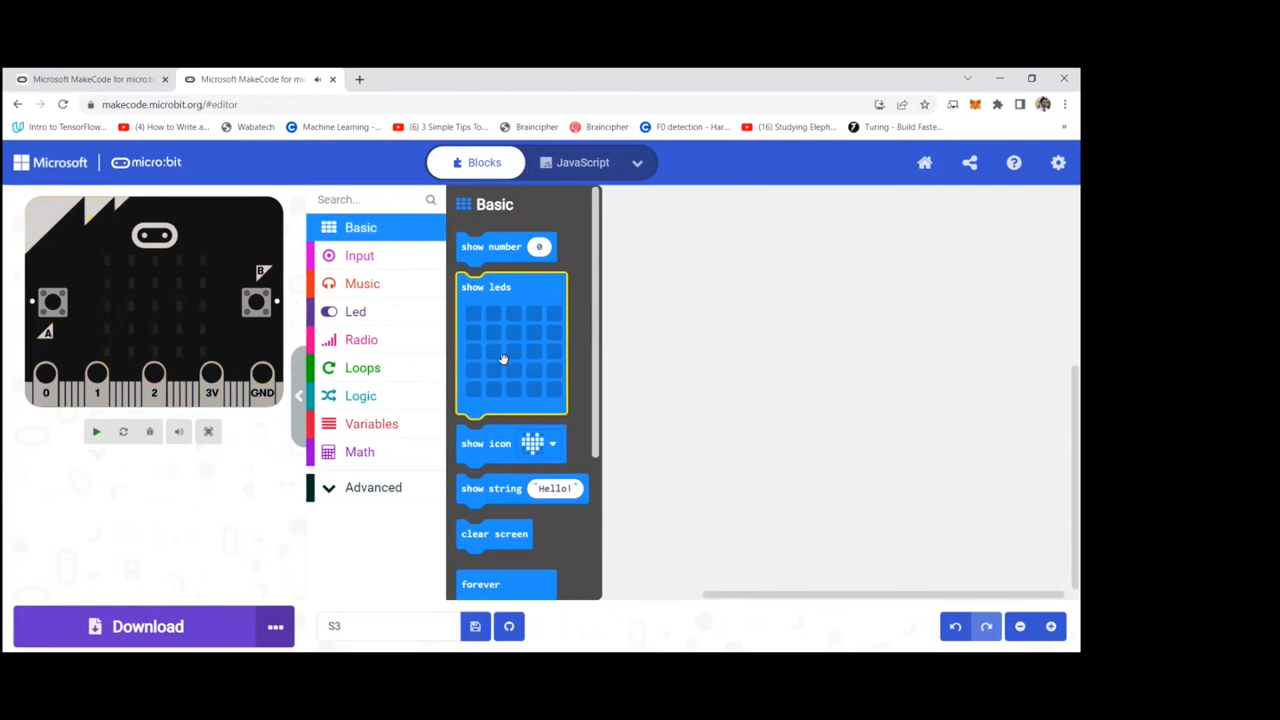 Microsoft MakeCode for micro:b
Microsoft MakeCode for mic
makecode.microbit.org/#editor
Intro to TensorFlow...
(4) How to Write a...
Wabatech
Machine Learning -...
(6) 3 Simple Tips To...
Braincipher
Braincipher
F0 detection - Har...
(16) Studying Eleph...
Turing - Build Faste...
»
Microsoft
micro:bit
Blocks
JavaScript
Search...
Basic
Input
Music
Led
Radio
Loops
Logic
Variables
Math
Advanced
Basic
show number 0
show leds
show icon
show string "Hello!"
clear screen
forever
A
B
0 1 2 3V GND
Download
S3